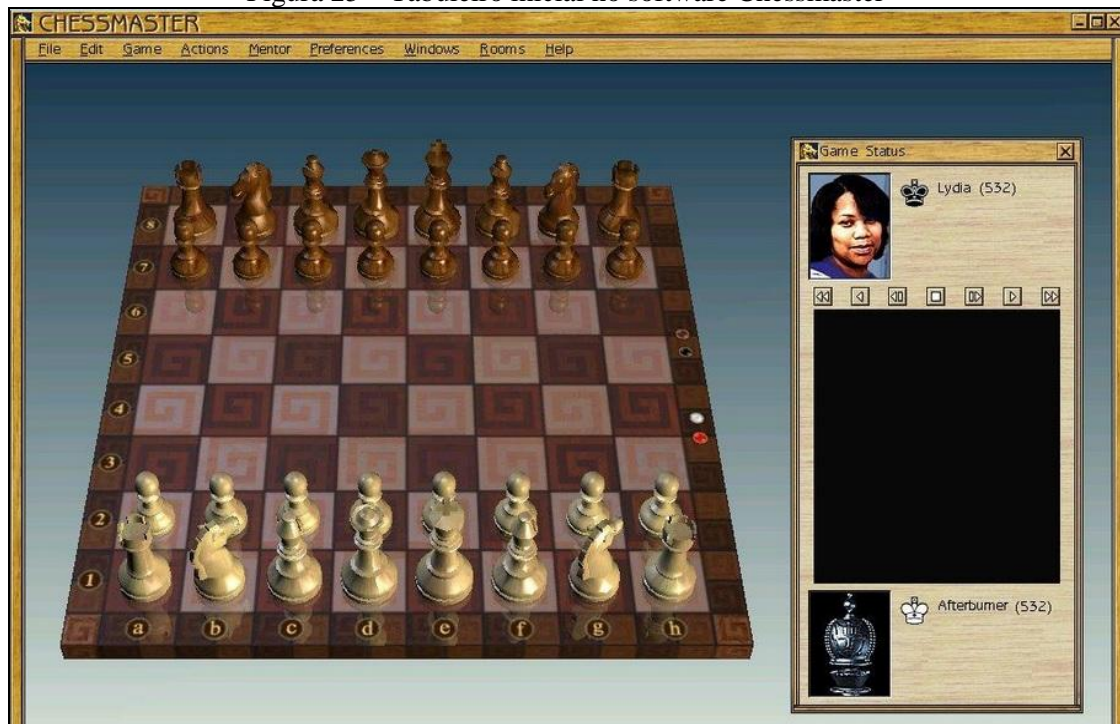 Figura 25 – Tabuleiro inicial no software Chessmaster
CHESSMASTER
File Edit Game Actions Mentor Preferences Windows Rooms Help
Game Status
Lydia (532)
8
7
6
5
4
3
2
1
a b c d e f g h
Afterburner (532)